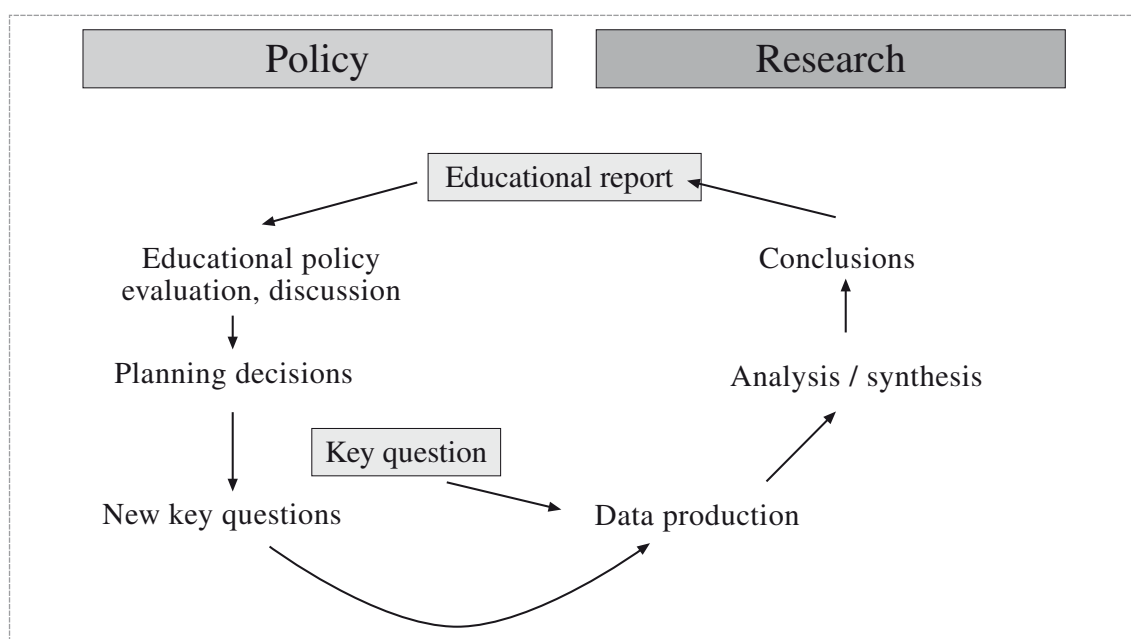 Policy
Research
Educational report
Educational policy
evaluation, discussion
Conclusions
Planning decisions
Analysis / synthesis
Key question
New key questions
Data production